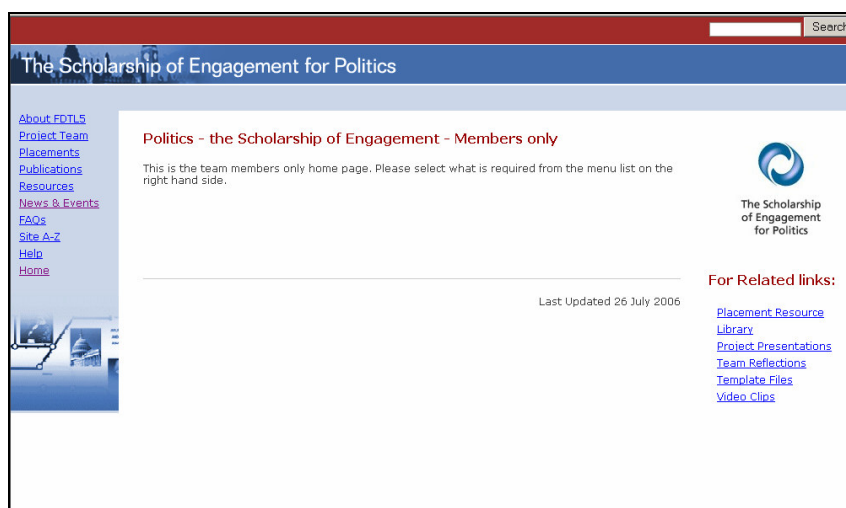 Search
The Scholarship of Engagement for Politics
About FDTL5
Project Team
Placements
Publications
Resources
News & Events
FAQs
Site A-Z
Help
Home
Politics - the Scholarship of Engagement - Members only
This is the team members only home page. Please select what is required from the menu list on the
right hand side.
Last Updated 26 July 2006
The Scholarship
of Engagement
for Politics
For Related links:
Placement Resource
Library
Project Presentations
Team Reflections
Template Files
Video Clips